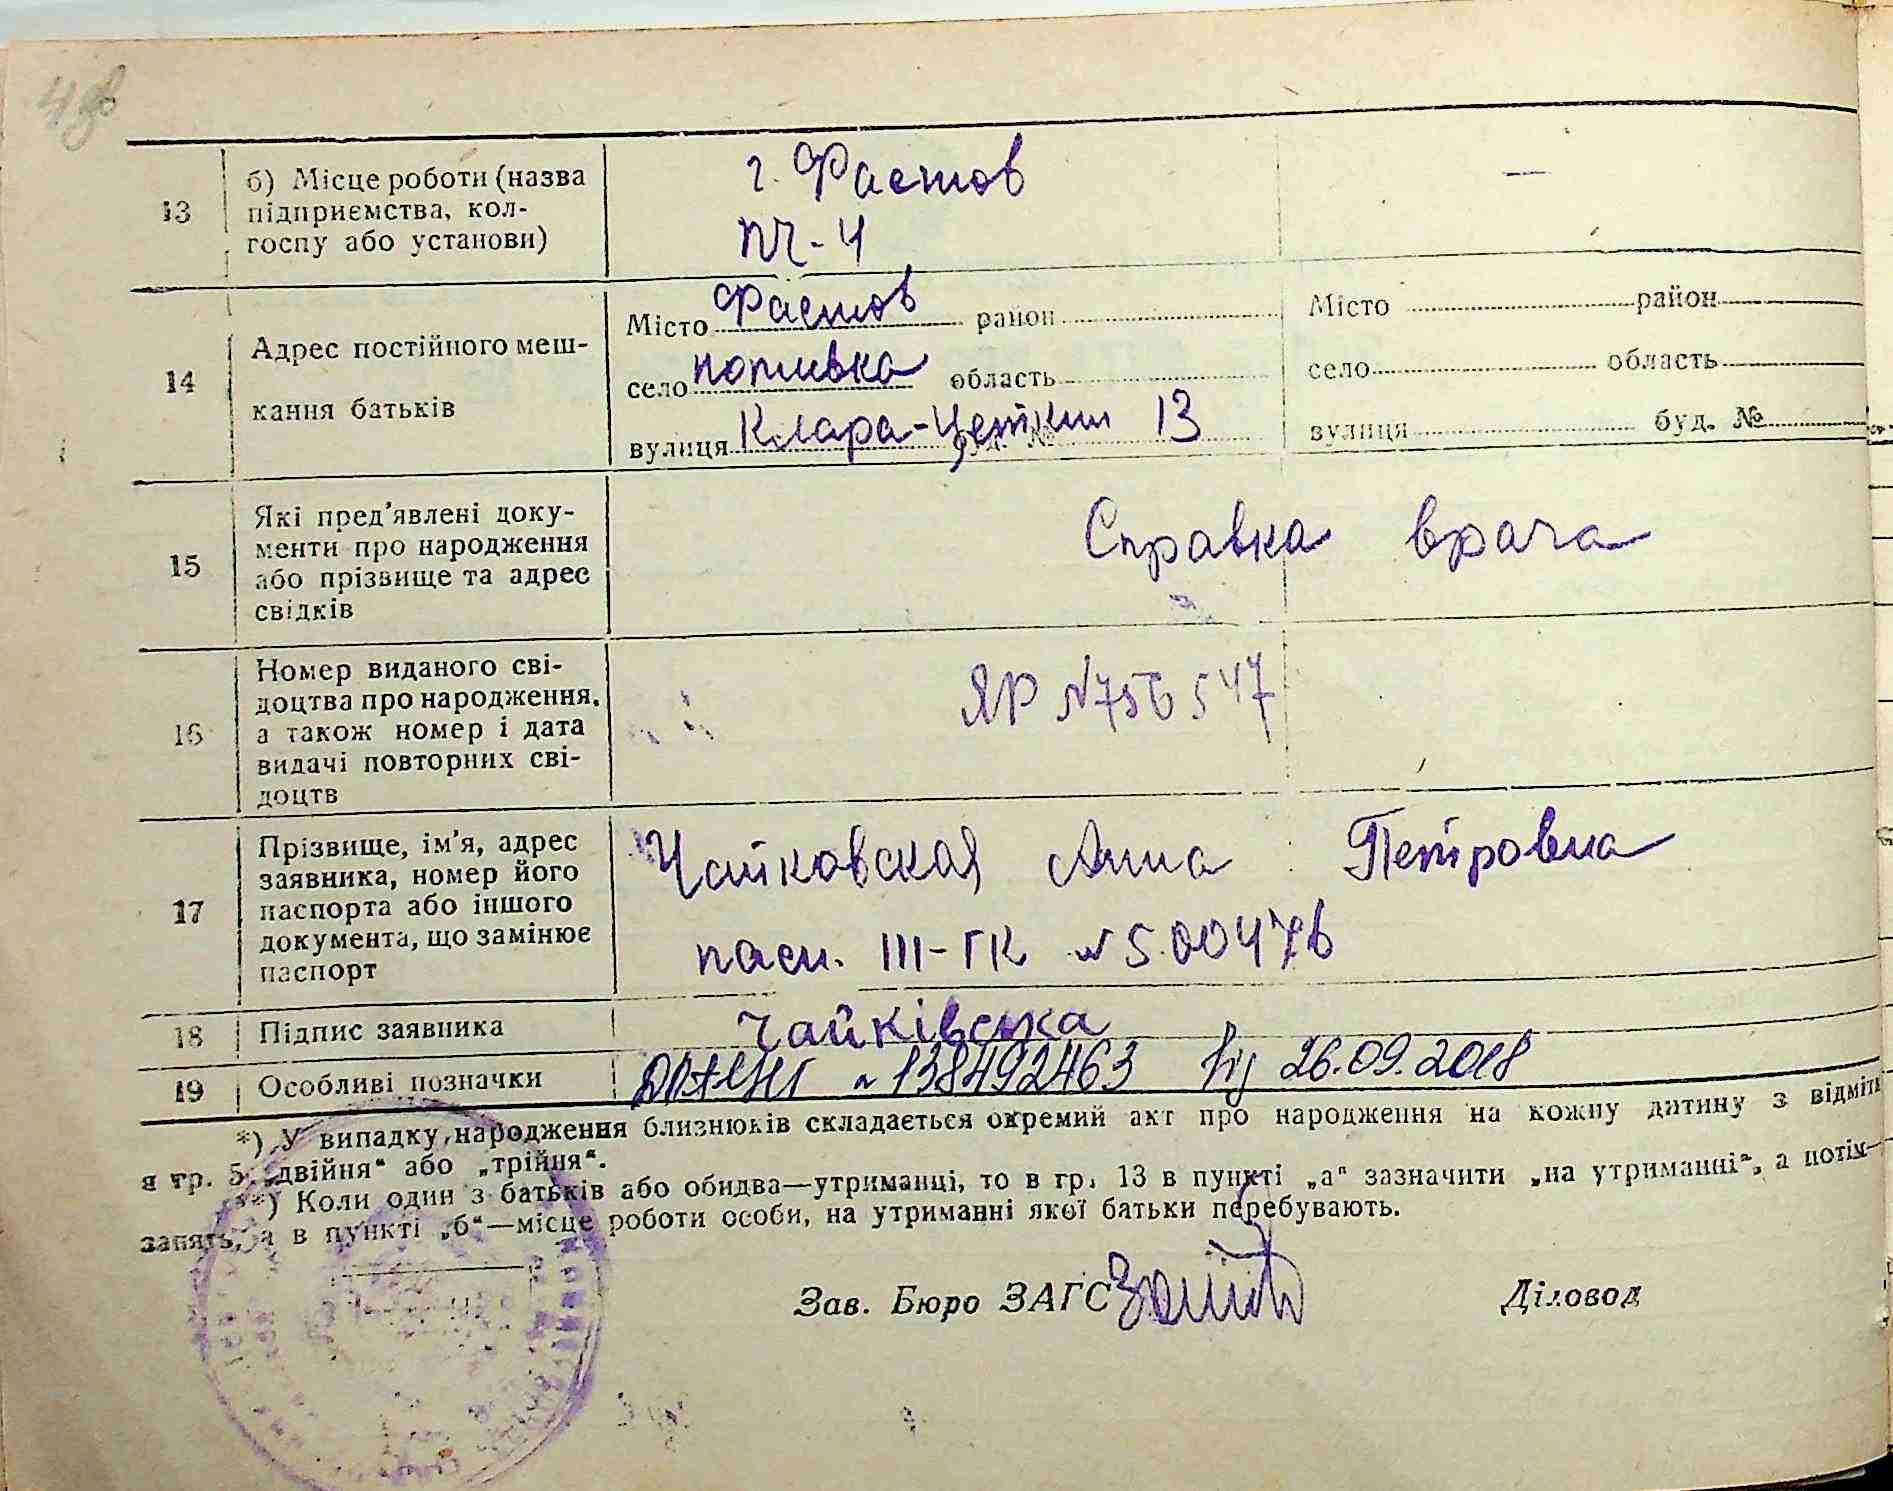 13
б) Місце роботи (назва
підприємства, кол-
госпу або установи)
г. Фастов
ПЧ-4
—
14
Адрес постійного меш-
кання батьків
Місто Фастов район
село Потивка область
вулиця Клара-Цеткин 13
Місто район
село область
вулиця буд. №
15
Які пред'явлені доку-
менти про народження
або прізвище та адрес
свідків
Справка врача
16
Номер виданого сві-
доцтва про народження,
а також номер і дата
видачі повторних сві-
доцтв
ЯР N756547
17
Прізвище, ім'я, адрес
заявника, номер його
паспорта або іншого
документа, що замінює
паспорт
Чайковская Анна Петровна
пасп. III-ГК N 500476
18
Підпис заявника
Чайківська
19
Особливі позначки
N 138492463 від 26.09.2018
*) У випадку народження близнюків складається окремий акт про народження на кожну дитину з відміт
я гр. 5 „двійня“ або „трійня“.
**) Коли один з батьків або обидва—утриманці, то в гр. 13 в пункті „а“ зазначити „на утриманні“, а потім—
занять, а в пункті „б“—місце роботи особи, на утриманні якої батьки перебувають.
Зав. Бюро ЗАГС
Діловод